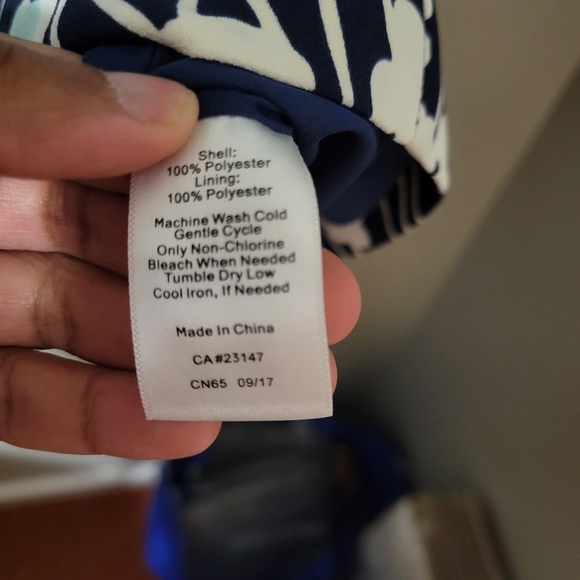 Shell:
100% Polyester
Lining:
100% Polyester
Machine Wash Cold
Gentle Cycle
Only Non-Chlorine
Bleach When Needed
Tumble Dry Low
Cool Iron, If Needed
Made In China
CA#23147
CN65 09/17